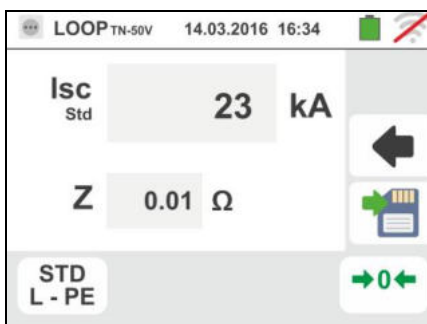 LOOP TN-50V 14.03.2016 16:34
Isc
Std
23 kA
Z 0.01 Ω
STD
L - PE
→0←